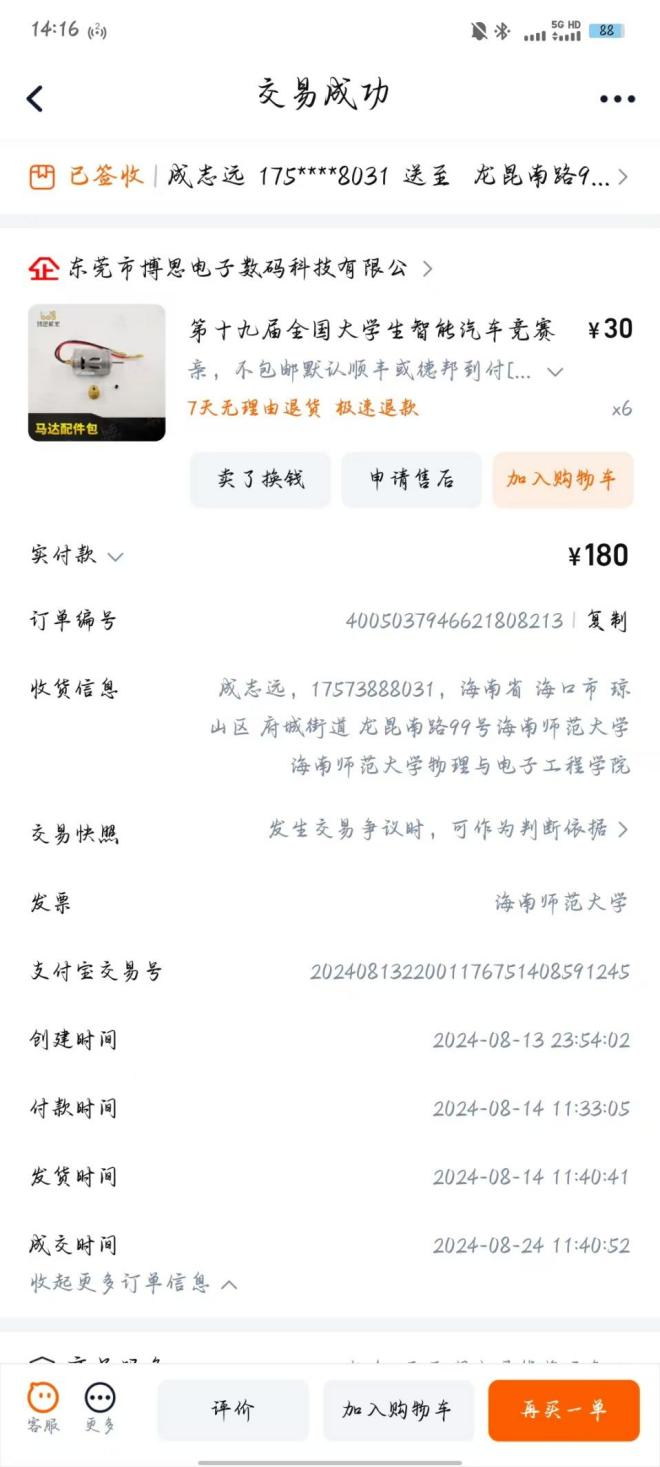 14:16
5G HD
88
交易成功
已签收 | 成志远 175****8031 送至 龙昆南路9... >
企 东莞市博思电子数码科技有限公 >
第十九届全国大学生智能汽车竞赛 ¥30
亲，不包邮默认顺丰或德邦到付[...
7天无理由退货 极速退款 x6
马达配件包
卖了换钱 申请售后 加入购物车
实付款 ¥180
订单编号 4005037946621808213 | 复制
收货信息 成志远，17573888031，海南省 海口市 琼
山区 府城街道 龙昆南路99号海南师范大学
海南师范大学物理与电子工程学院
交易快照 发生交易争议时，可作为判断依据 >
发票 海南师范大学
支付宝交易号 2024081322001176751408591245
创建时间 2024-08-13 23:54:02
付款时间 2024-08-14 11:33:05
发货时间 2024-08-14 11:40:41
成交时间 2024-08-24 11:40:52
收起更多订单信息
客服 更多 评价 加入购物车 再买一单